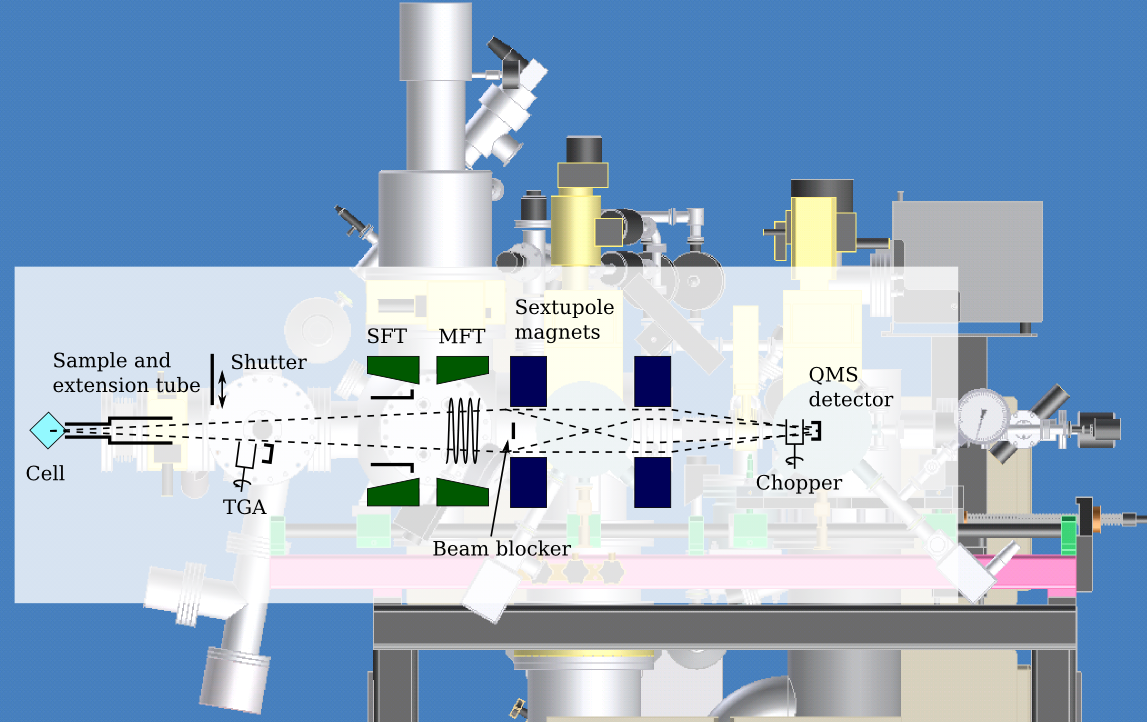 Sextupole
magnets
SFT
MFT
Sample and
extension tube
Shutter
QMS
detector
Cell
TGA
Chopper
Beam blocker